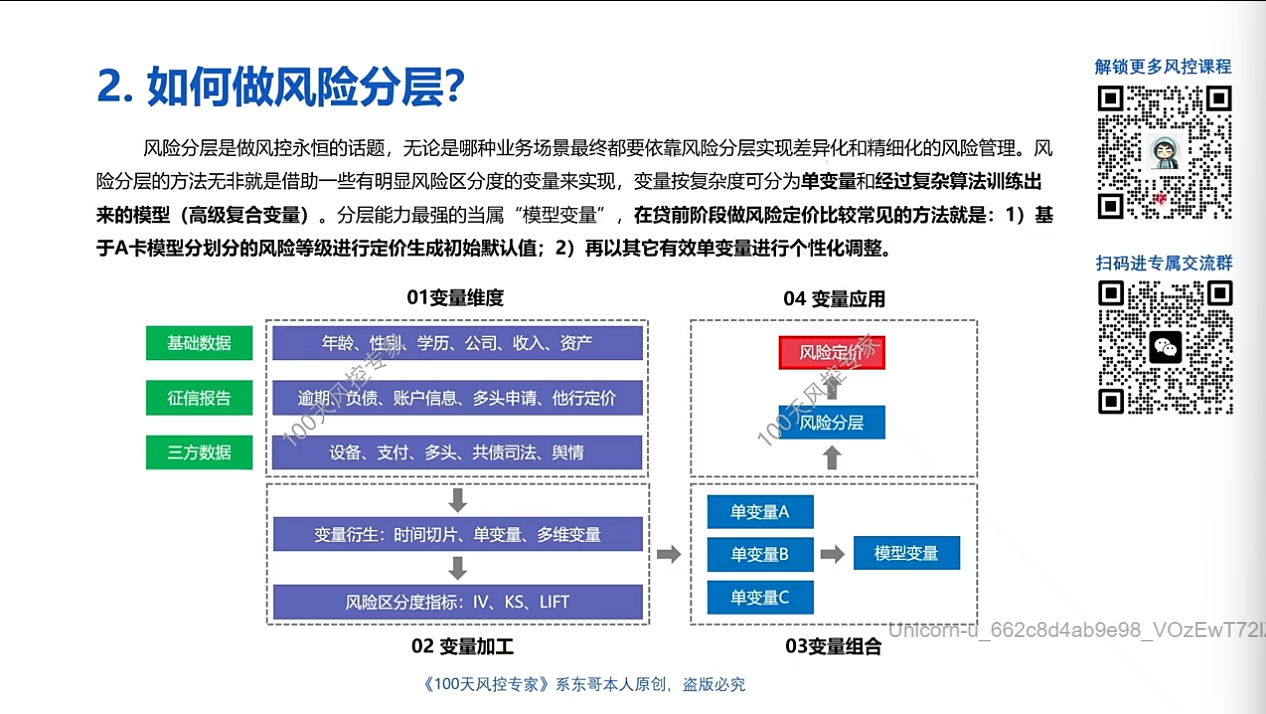 2. 如何做风险分层?
风险分层是做风控永恒的话题，无论是哪种业务场景最终都要依靠风险分层实现差异化和精细化的风险管理。风
险分层的方法无非就是借助一些有明显风险区分度的变量来实现，变量按复杂度可分为单变量和经过复杂算法训练出
来的模型（高级复合变量）。分层能力最强的当属“模型变量”，在贷前阶段做风险定价比较常见的方法就是：1）基
于A卡模型分划分的风险等级进行定价生成初始默认值；2）再以其它有效单变量进行个性化调整。
解锁更多风控课程
扫码进专属交流群
01变量维度
基础数据
年龄、性别、学历、公司、收入、资产
征信报告
逾期、负债、账户信息、多头申请、他行定价
三方数据
设备、支付、多头、共债司法、舆情
100天风控专家
变量衍生：时间切片、单变量、多维变量
风险区分度指标：IV、KS、LIFT
02 变量加工
04 变量应用
风险定价
风险分层
100天风控专家
单变量A
单变量B
单变量C
模型变量
03变量组合
Unicorn-u_662c8d4ab9e98_VOzEwT72
《100天风控专家》系东哥本人原创，盗版必究